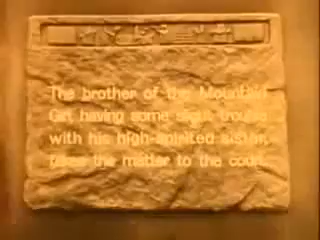 The brother of the Mountain
Girl having some slight trouble
with his high-spirited sister,
takes the matter to the court.